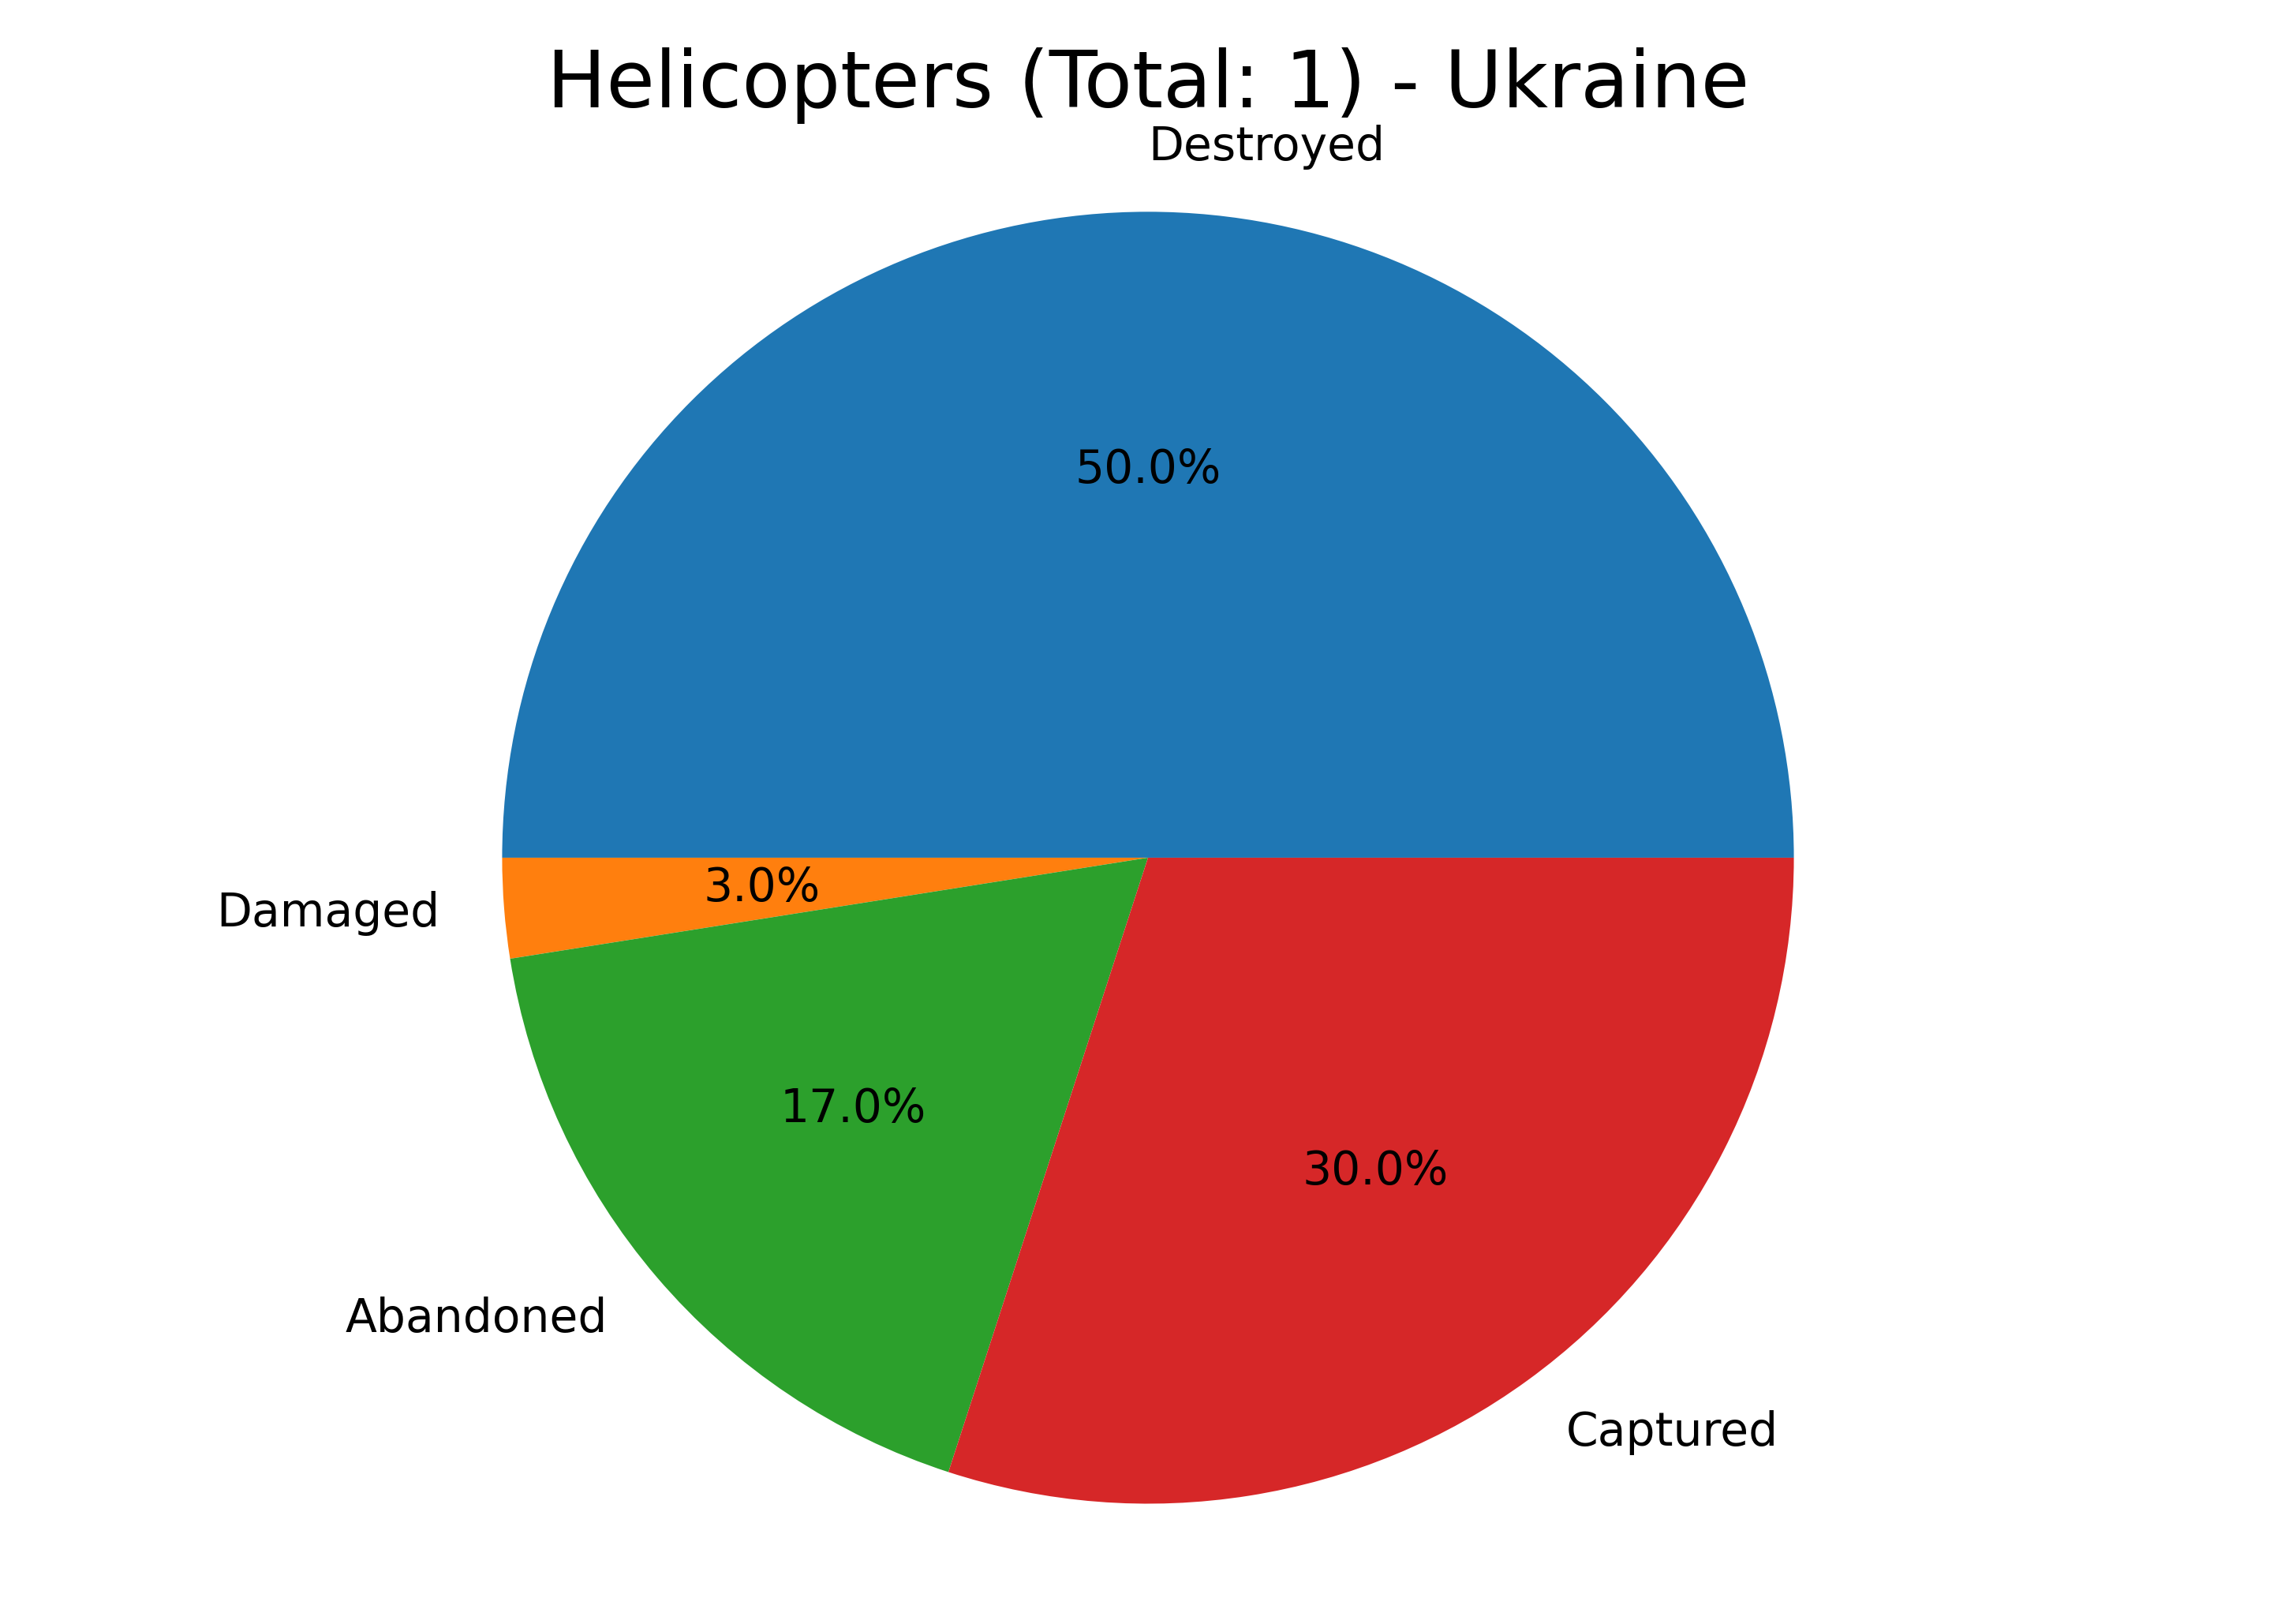 Helicopters (Total: 1) - Ukraine
Destroyed
50.0%
3.0%
Damaged
17.0%
30.0%
Abandoned
Captured